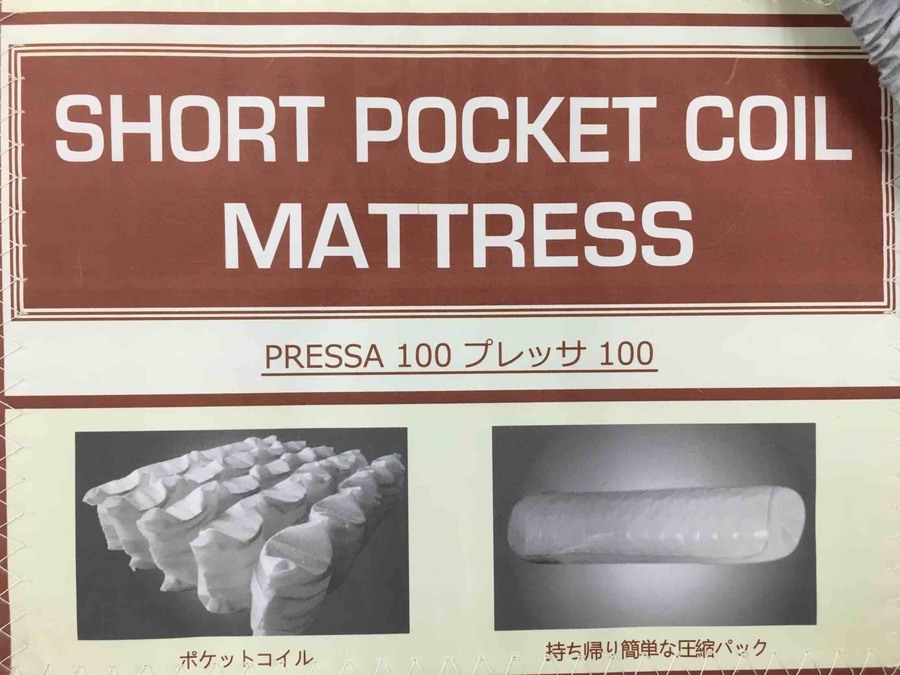 SHORT POCKET COIL
MATTRESS
PRESSA 100 プレッサ 100
ポケットコイル
持ち帰り簡単な圧縮パック